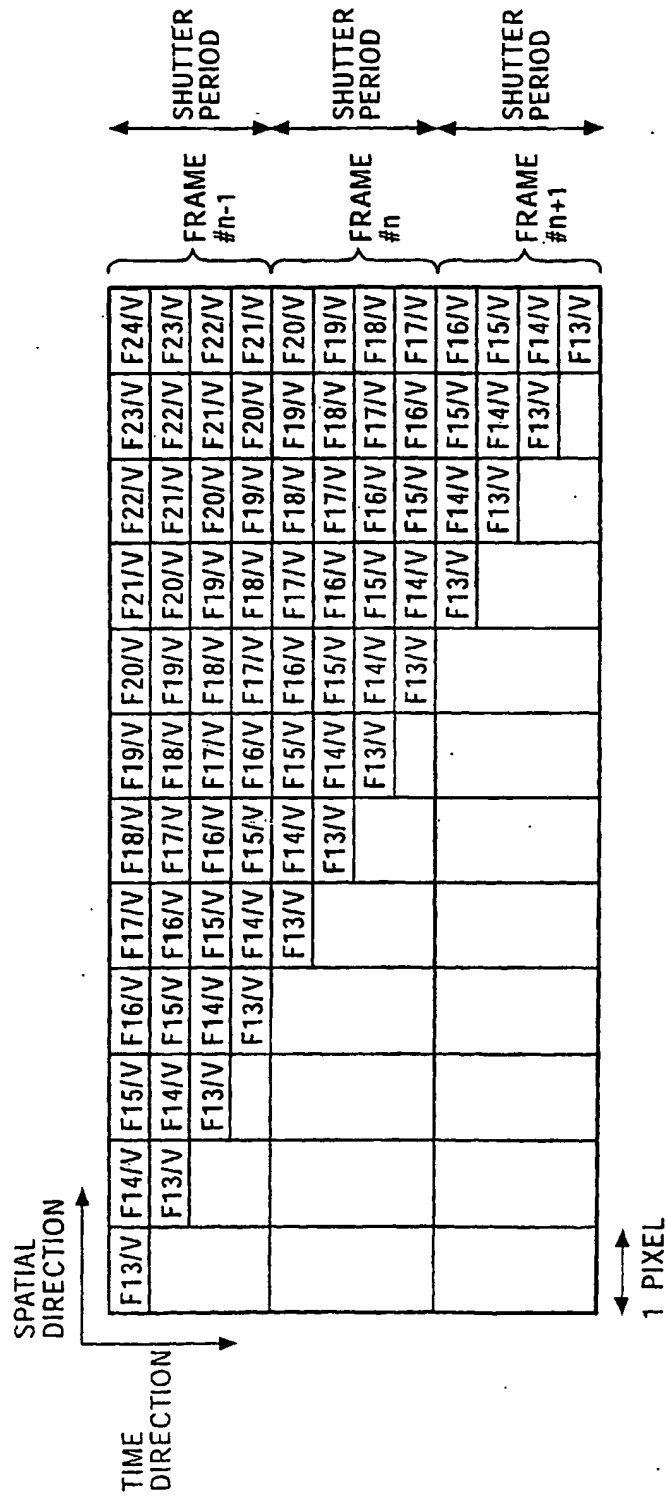 SPATIAL
DIRECTION
TIME
DIRECTION
F13/V F14/V F15/V F16/V F17/V F18/V F19/V F20/V F21/V F22/V F23/V F24/V
F13/V F14/V F15/V F16/V F17/V F18/V F19/V F20/V F21/V F22/V F23/V
F13/V F14/V F15/V F16/V F17/V F18/V F19/V F20/V F21/V F22/V
F13/V F14/V F15/V F16/V F17/V F18/V F19/V F20/V F21/V
FRAME
#n-1
SHUTTER
PERIOD
F13/V F14/V F15/V F16/V F17/V F18/V F19/V F20/V
F13/V F14/V F15/V F16/V F17/V F18/V F19/V
F13/V F14/V F15/V F16/V F17/V F18/V
F13/V F14/V F15/V F16/V F17/V
FRAME
#n
SHUTTER
PERIOD
F13/V F14/V F15/V F16/V
F13/V F14/V F15/V
F13/V F14/V
F13/V
FRAME
#n+1
SHUTTER
PERIOD
1 PIXEL